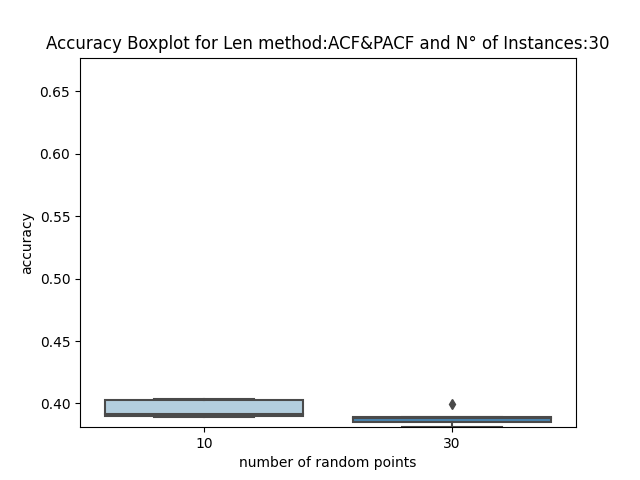 Accuracy Boxplot for Len method:ACF&PACF and N° of Instances:30
0.65
0.60
0.55
0.50
0.45
0.40
accuracy
10 30
number of random points